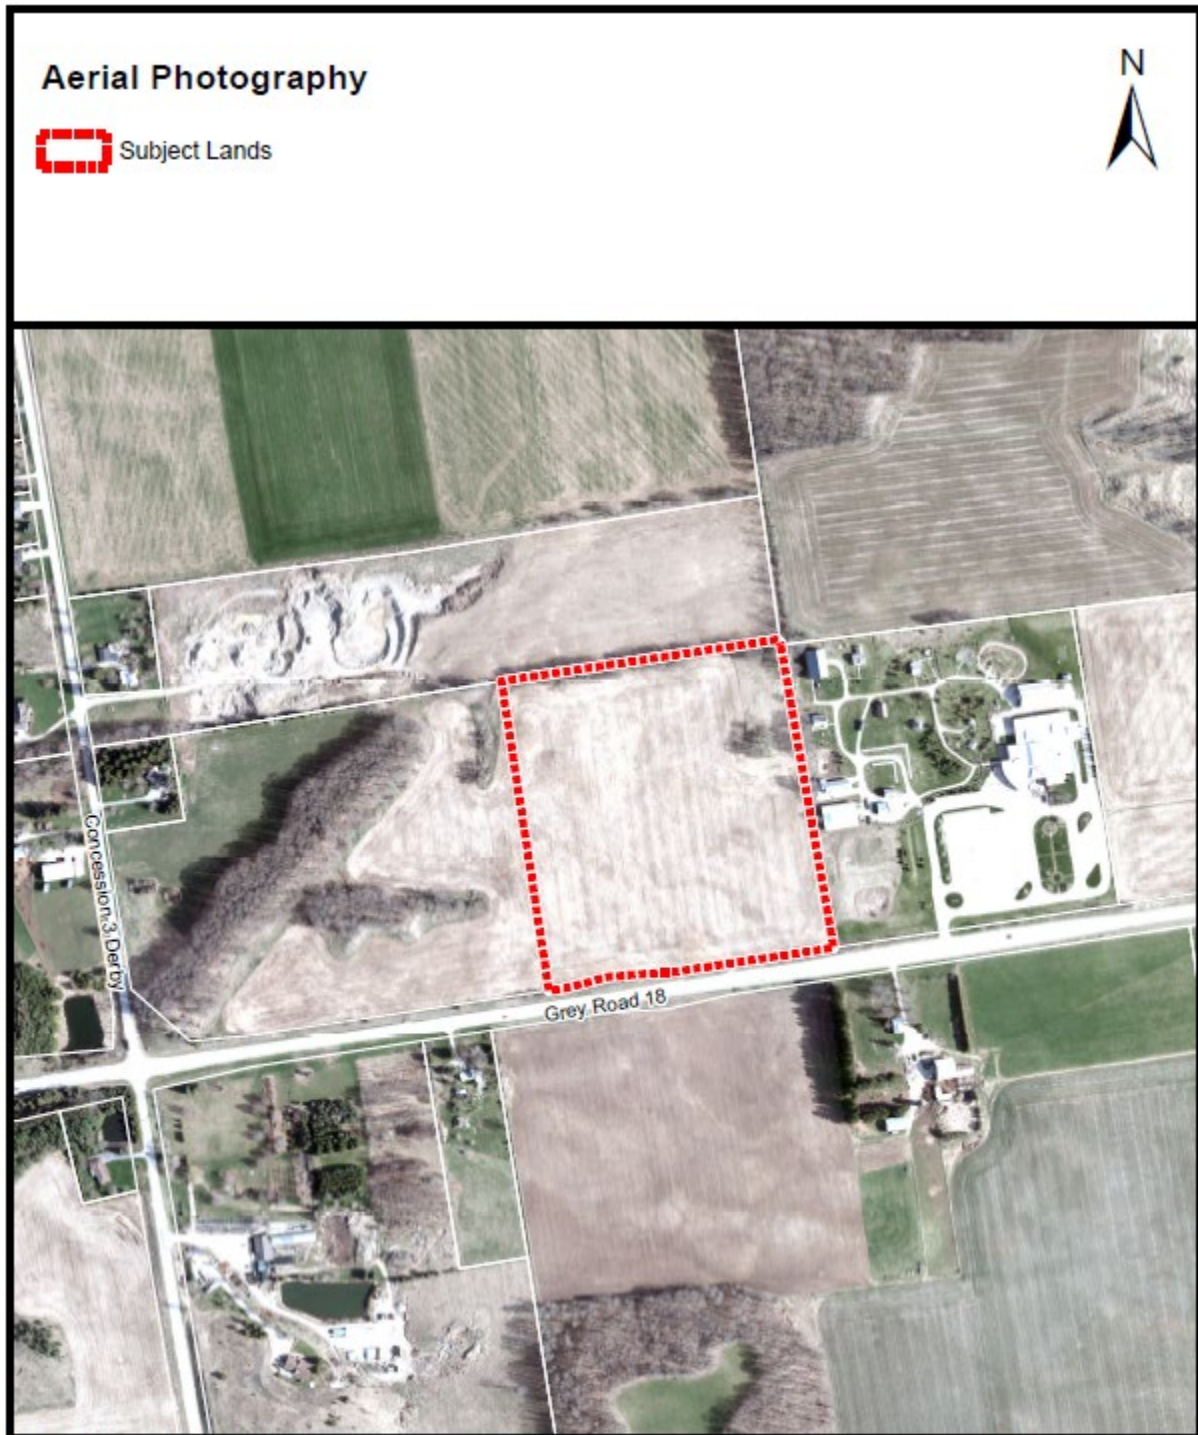 N
Aerial Photography
Subject Lands
Concession 3 Derby
Grey Road 18